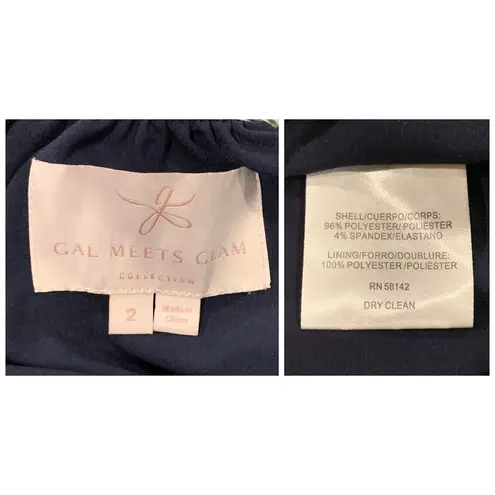 g
GAL MEETS GLAM
COLLECTION
2
Made in
China
SHELL/CUERPO/CORPS:
96% POLYESTER/POLIÉSTER
4% SPANDEX/ELASTANO
LINING/FORRO/DOUBLURE:
100% POLYESTER/POLIÉSTER
RN 58142
DRY CLEAN